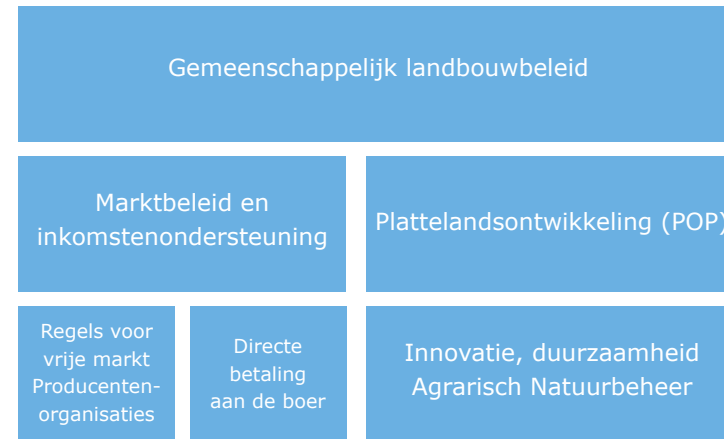 Gemeenschappelijk landbouwbeleid
Marktbeleid en
inkomstenondersteuning
Plattelandsontwikkeling (POP)
Regels voor
vrije markt
Producenten-
organisaties
Directe
betaling
aan de boer
Innovatie, duurzaamheid
Agrarisch Natuurbeheer